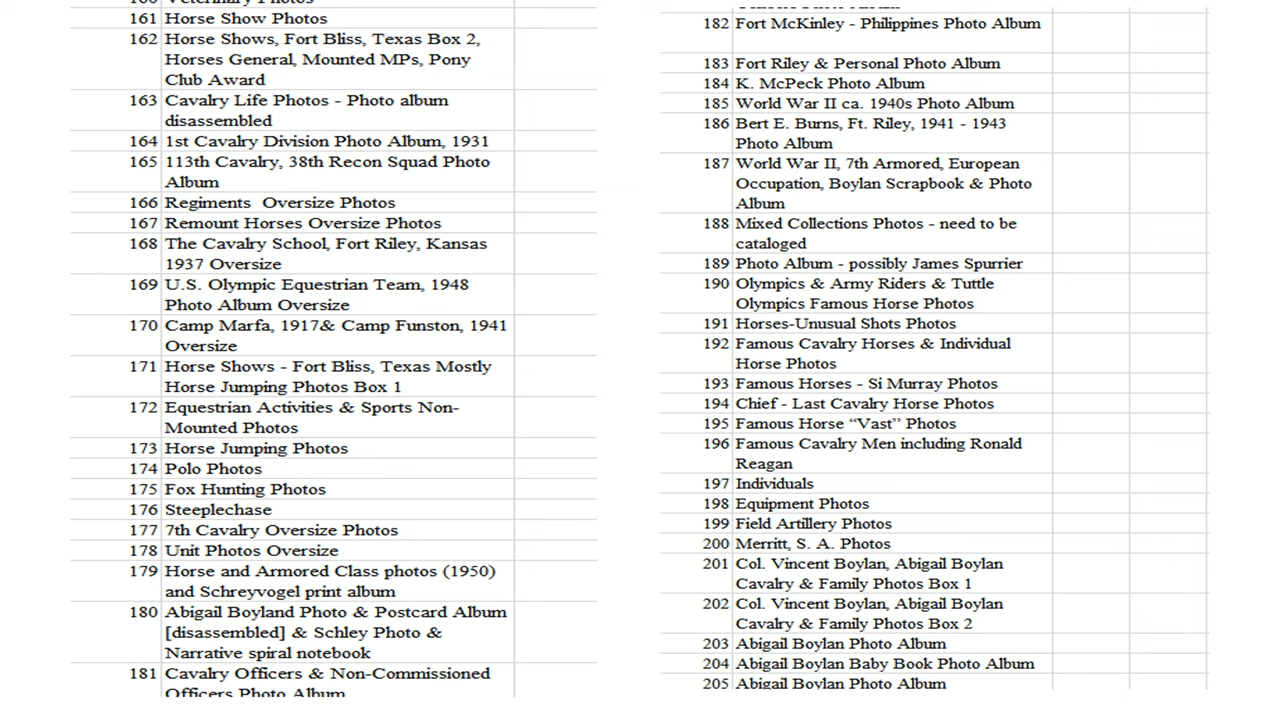 160 Veterinary Photos
161 Horse Show Photos
162 Horse Shows, Fort Bliss, Texas Box 2,
Horses General, Mounted MPs, Pony
Club Award
163 Cavalry Life Photos - Photo album
disassembled
164 1st Cavalry Division Photo Album, 1931
165 113th Cavalry, 38th Recon Squad Photo
Album
166 Regiments  Oversize Photos
167 Remount Horses Oversize Photos
168 The Cavalry School, Fort Riley, Kansas
1937 Oversize
169 U.S. Olympic Equestrian Team, 1948
Photo Album Oversize
170 Camp Marfa, 1917& Camp Funston, 1941
Oversize
171 Horse Shows - Fort Bliss, Texas Mostly
Horse Jumping Photos Box 1
172 Equestrian Activities & Sports Non-
Mounted Photos
173 Horse Jumping Photos
174 Polo Photos
175 Fox Hunting Photos
176 Steeplechase
177 7th Cavalry Oversize Photos
178 Unit Photos Oversize
179 Horse and Armored Class photos (1950)
and Schreyvogel print album
180 Abigail Boyland Photo & Postcard Album
[disassembled] & Schley Photo &
Narrative spiral notebook
181 Cavalry Officers & Non-Commissioned
Officers Photo Album
Photo Album
182 Fort McKinley - Philippines Photo Album
183 Fort Riley & Personal Photo Album
184 K. McPeck Photo Album
185 World War II ca. 1940s Photo Album
186 Bert E. Burns, Ft. Riley, 1941 - 1943
Photo Album
187 World War II, 7th Armored, European
Occupation, Boylan Scrapbook & Photo
Album
188 Mixed Collections Photos - need to be
cataloged
189 Photo Album - possibly James Spurrier
190 Olympics & Army Riders & Tuttle
Olympics Famous Horse Photos
191 Horses-Unusual Shots Photos
192 Famous Cavalry Horses & Individual
Horse Photos
193 Famous Horses - Si Murray Photos
194 Chief - Last Cavalry Horse Photos
195 Famous Horse “Vast” Photos
196 Famous Cavalry Men including Ronald
Reagan
197 Individuals
198 Equipment Photos
199 Field Artillery Photos
200 Merritt, S. A. Photos
201 Col. Vincent Boylan, Abigail Boylan
Cavalry & Family Photos Box 1
202 Col. Vincent Boylan, Abigail Boylan
Cavalry & Family Photos Box 2
203 Abigail Boylan Photo Album
204 Abigail Boylan Baby Book Photo Album
205 Abigail Boylan Photo Album